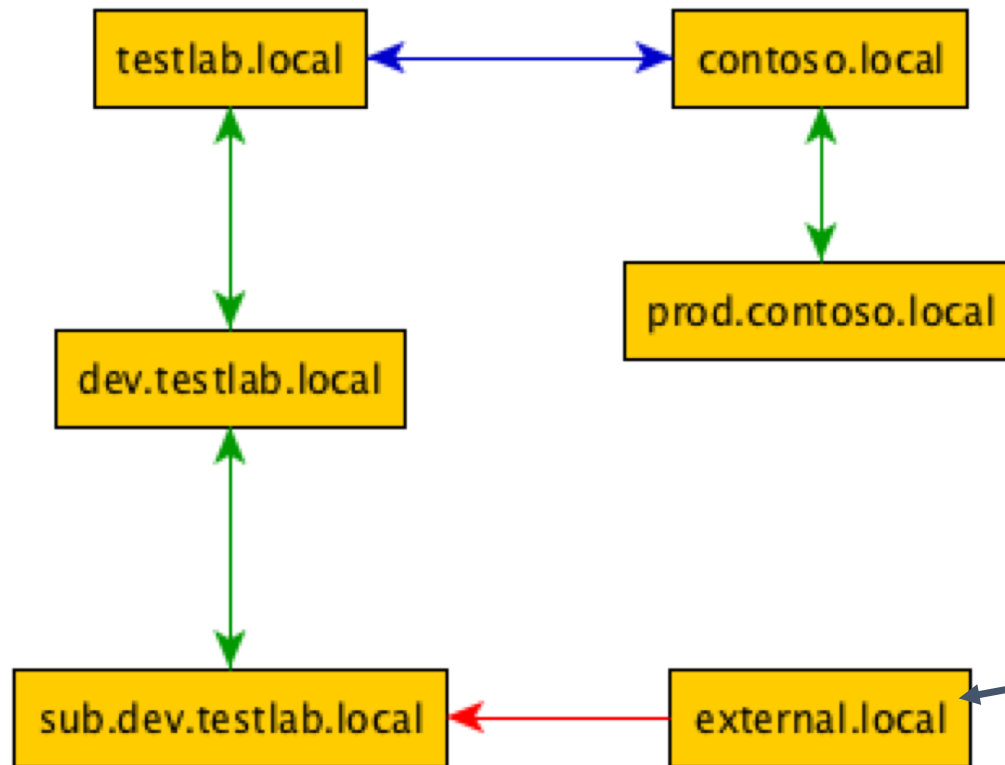 testlab.local
contoso.local
prod.contoso.local
dev.testlab.local
sub.dev.testlab.local
external.local